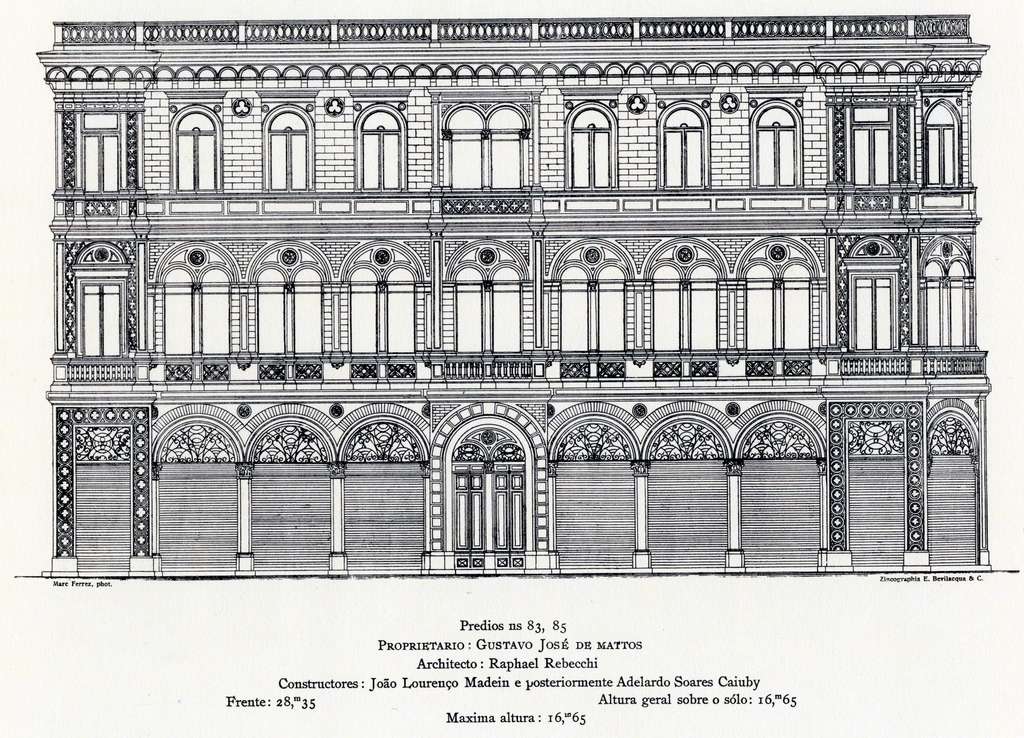 Marc Ferrez, phot. Zincographia E. Bevilacqua & C.
Predios ns 83, 85
PROPRIETARIO : GUSTAVO JOSÉ DE MATTOS
Architecto : Raphael Rebecchi
Constructores : João Lourenço Madein e posteriormente Adelardo Soares Caiuby
Frente: 28,ᵐ35 Altura geral sobre o sólo: 16,ᵐ65
Maxima altura : 16,ᵐ65